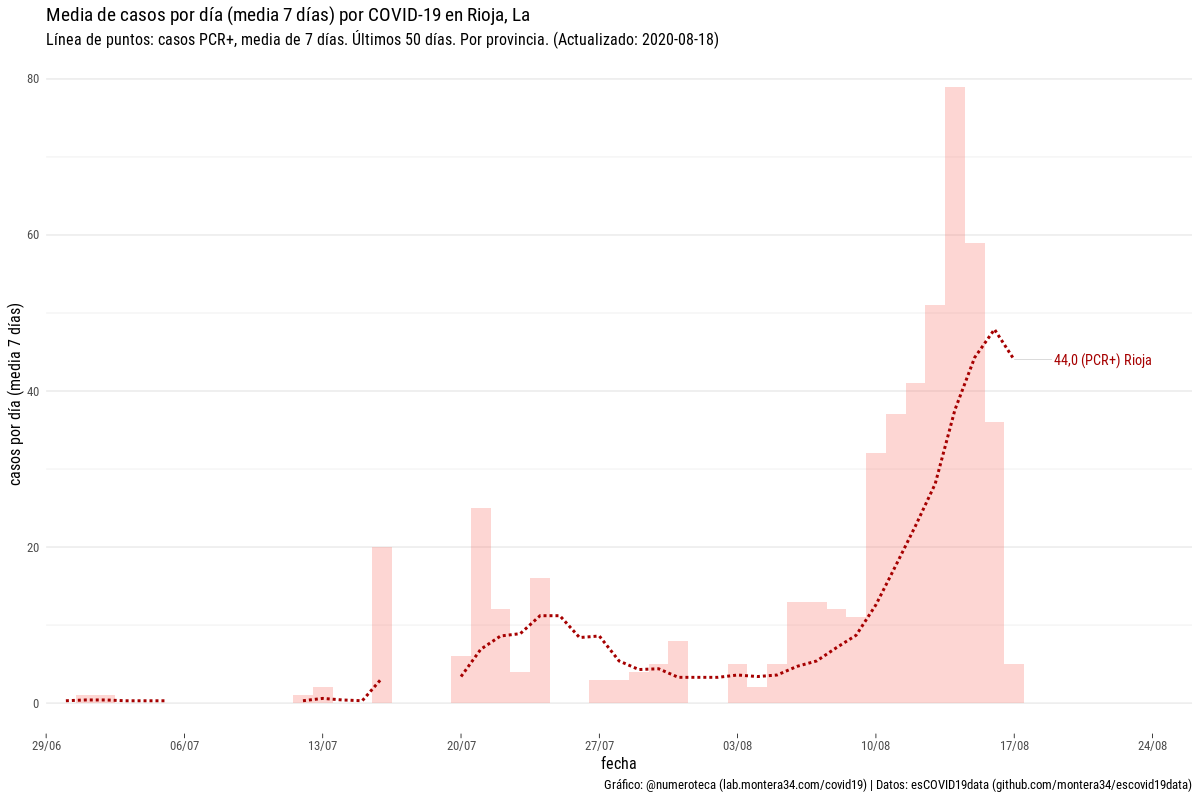 Media de casos por día (media 7 días) por COVID-19 en Rioja, La
Línea de puntos: casos PCR+, media de 7 días. Últimos 50 días. Por provincia. (Actualizado: 2020-08-18)
casos por día (media 7 días)
80
60
40
20
0
44,0 (PCR+) Rioja
29/06 06/07 13/07 20/07 27/07 03/08 10/08 17/08 24/08
fecha
Gráfico: @numeroteca (lab.montera34.com/covid19) | Datos: esCOVID19data (github.com/montera34/escovid19data)